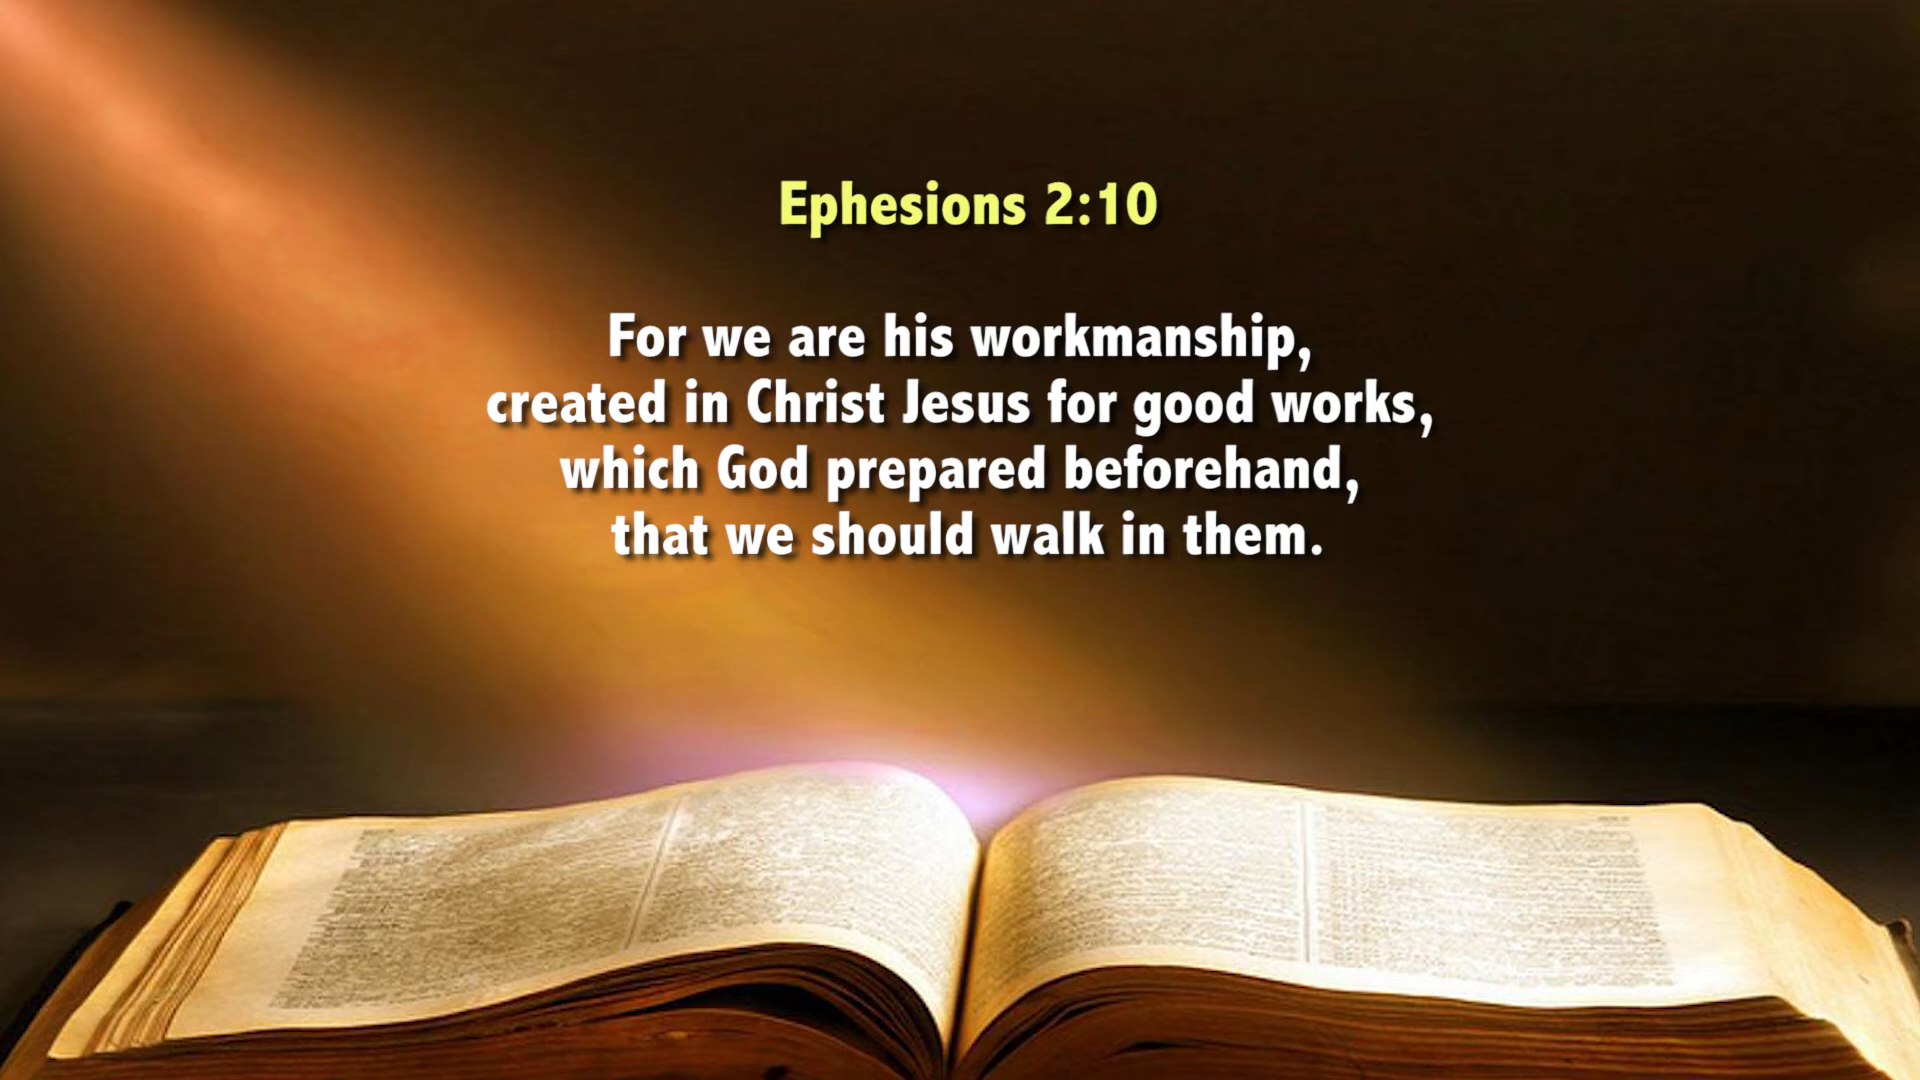 Ephesions 2:10
For we are his workmanship,
created in Christ Jesus for good works,
which God prepared beforehand,
that we should walk in them.